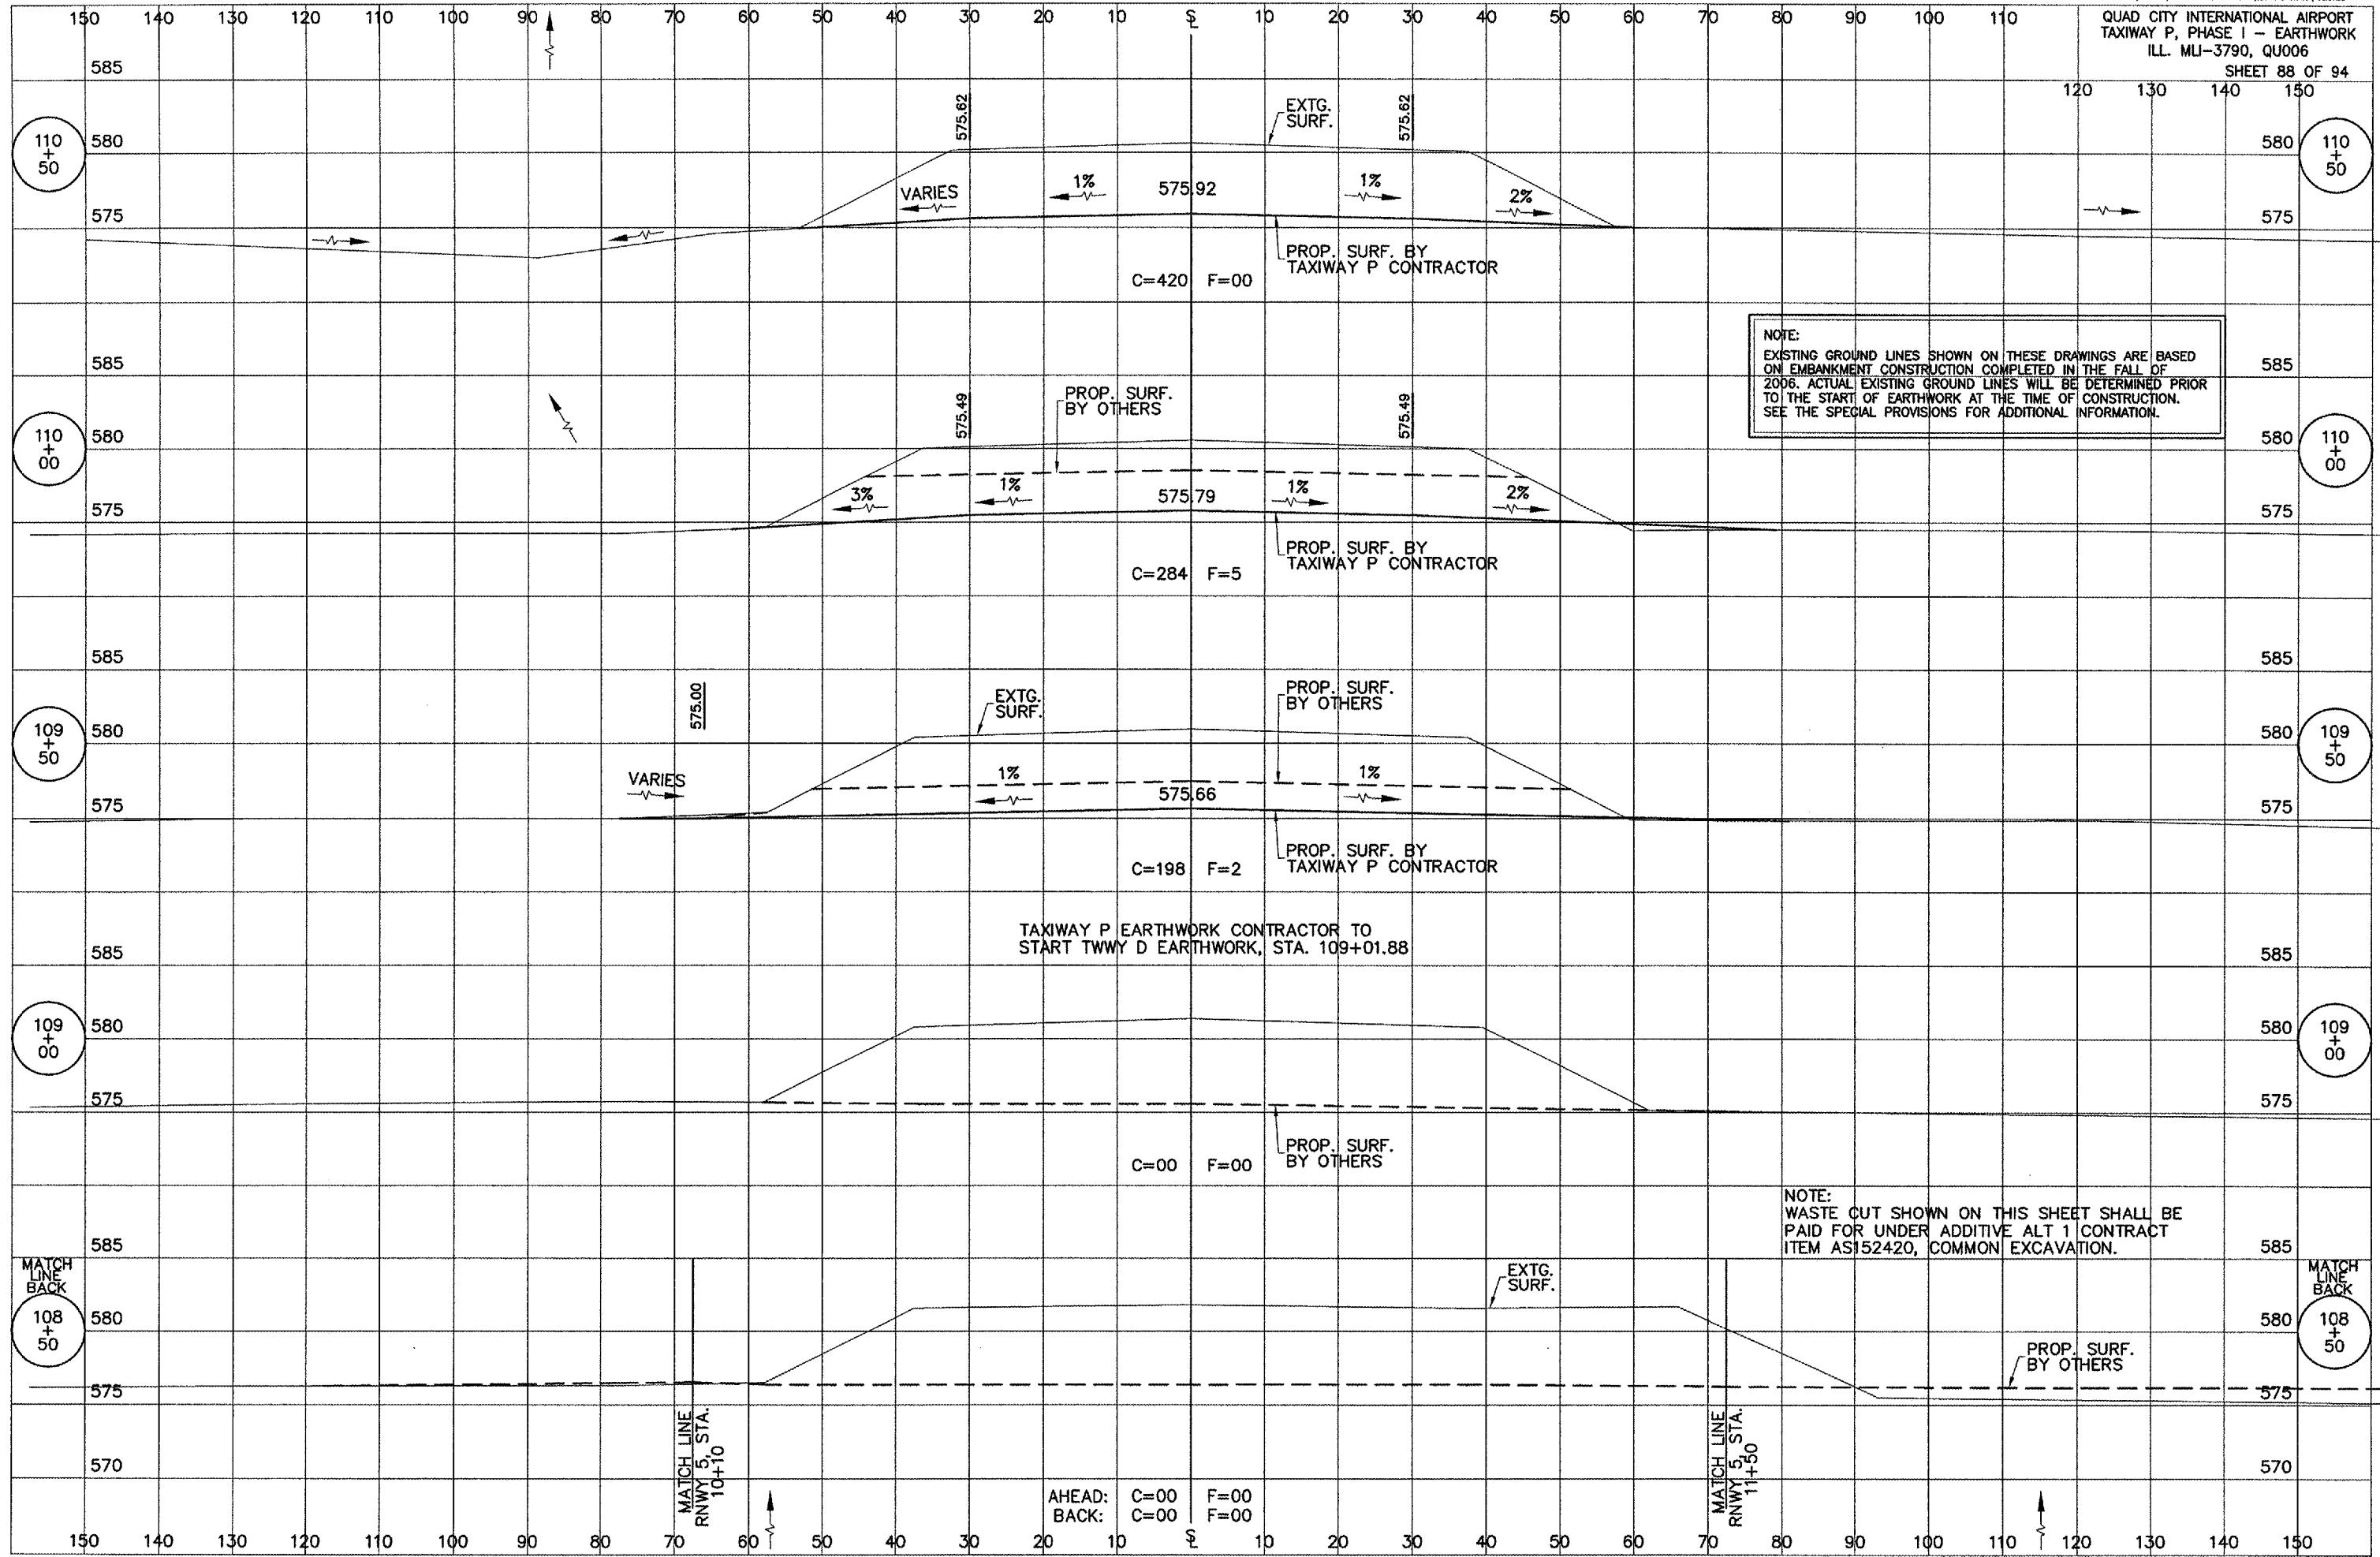 150 140 130 120 110 100 90 80 70 60 50 40 30 20 10 ℄ 10 20 30 40 50 60 70 80 90 100 110
QUAD CITY INTERNATIONAL AIRPORT
TAXIWAY P, PHASE I – EARTHWORK
ILL. MLI–3790, QU006
SHEET 88 OF 94
120 130 140 150
585
575.62
575.62
EXTG.
SURF.
110
+
50
580
580
110
+
50
VARIES
1%
575.92
1%
2%
575
575
PROP. SURF. BY
TAXIWAY P CONTRACTOR
C=420 F=00
NOTE:
EXISTING GROUND LINES SHOWN ON THESE DRAWINGS ARE BASED
ON EMBANKMENT CONSTRUCTION COMPLETED IN THE FALL OF
2006. ACTUAL EXISTING GROUND LINES WILL BE DETERMINED PRIOR
TO THE START OF EARTHWORK AT THE TIME OF CONSTRUCTION.
SEE THE SPECIAL PROVISIONS FOR ADDITIONAL INFORMATION.
585
585
PROP. SURF.
BY OTHERS
575.49
575.49
110
+
00
580
580
110
+
00
3%
1%
575.79
1%
2%
575
575
PROP. SURF. BY
TAXIWAY P CONTRACTOR
C=284 F=5
585
585
575.00
EXTG.
SURF.
PROP. SURF.
BY OTHERS
109
+
50
580
580
109
+
50
VARIES
1%
575.66
1%
575
575
PROP. SURF. BY
TAXIWAY P CONTRACTOR
C=198 F=2
TAXIWAY P EARTHWORK CONTRACTOR TO
START TWWY D EARTHWORK, STA. 109+01.88
585
585
109
+
00
580
580
109
+
00
575
575
PROP. SURF.
BY OTHERS
C=00 F=00
NOTE:
WASTE CUT SHOWN ON THIS SHEET SHALL BE
PAID FOR UNDER ADDITIVE ALT 1 CONTRACT
ITEM AS152420, COMMON EXCAVATION.
585
585
MATCH
LINE
BACK
MATCH
LINE
BACK
EXTG.
SURF.
108
+
50
580
580
108
+
50
PROP. SURF.
BY OTHERS
575
575
MATCH LINE
RNWY 5, STA.
10+10
MATCH LINE
RNWY 5, STA.
11+50
570
570
AHEAD: C=00 F=00
BACK: C=00 F=00
150 140 130 120 110 100 90 80 70 60 50 40 30 20 10 ℄ 10 20 30 40 50 60 70 80 90 100 110 120 130 140 150